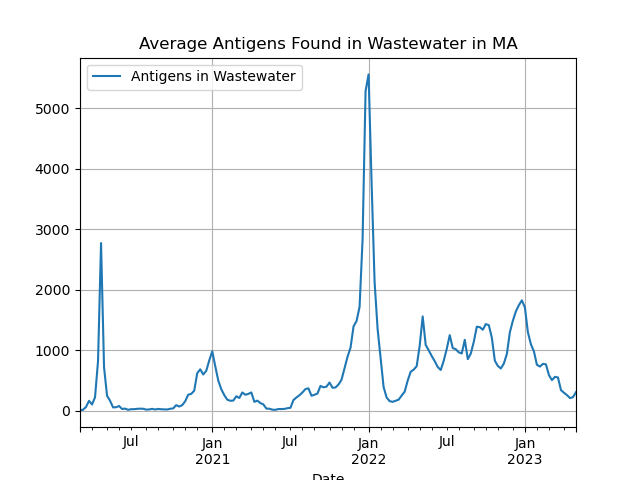 Average Antigens Found in Wastewater in MA
Antigens in Wastewater
5000
4000
3000
2000
1000
0
Jul Jan Jul Jan Jul Jan
2021 2022 2023
Date